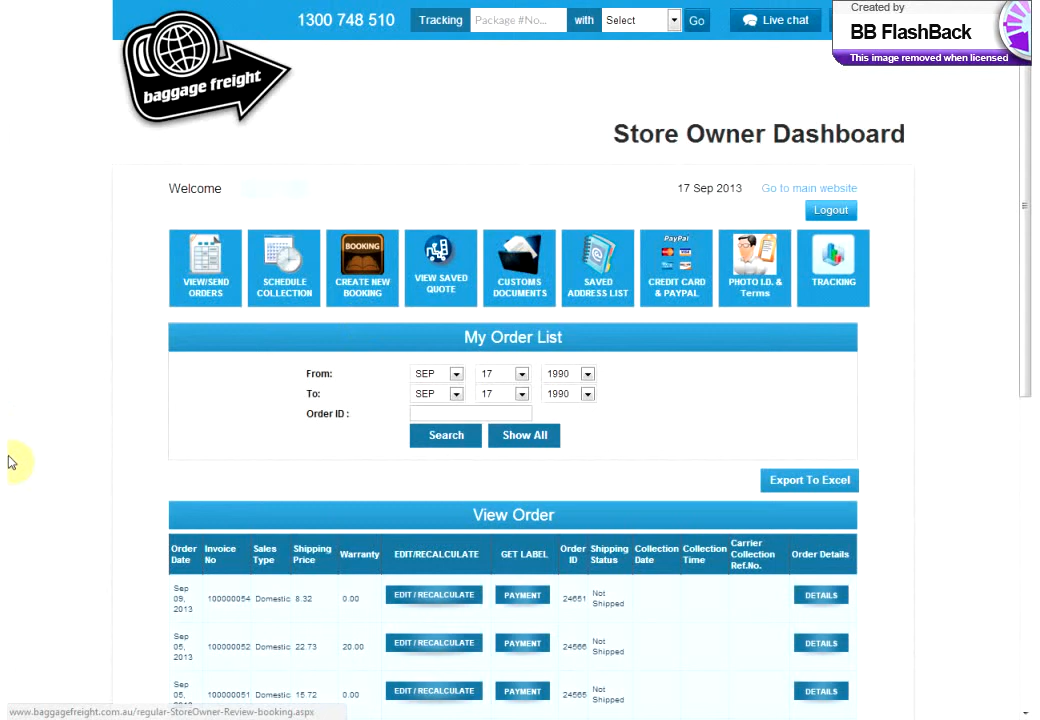 1300 748 510 Tracking Package #No... with Select Go Live chat
Created by
BB FlashBack
This image removed when licensed
baggage freight
Store Owner Dashboard
Welcome
17 Sep 2013 Go to main website
Logout
VIEW/SEND ORDERS
SCHEDULE COLLECTION
BOOKING
CREATE NEW BOOKING
VIEW SAVED QUOTE
CUSTOMS DOCUMENTS
SAVED ADDRESS LIST
PayPal
CREDIT CARD & PAYPAL
PHOTO I.D. & Terms
TRACKING
My Order List
From: SEP 17 1990
To: SEP 17 1990
Order ID :
Search Show All
Export To Excel
View Order
Order Date Invoice No Sales Type Shipping Price Warranty EDIT/RECALCULATE GET LABEL Order ID Shipping Status Collection Date Collection Time Carrier Collection Ref.No. Order Details
Sep 09, 2013 100000054 Domestic 8.32 0.00 EDIT / RECALCULATE PAYMENT 24651 Not Shipped DETAILS
Sep 05, 2013 100000052 Domestic 22.73 20.00 EDIT / RECALCULATE PAYMENT 24566 Not Shipped DETAILS
Sep 05, 100000051 Domestic 15.72 0.00 EDIT / RECALCULATE PAYMENT 24565 Not Shipped DETAILS
www.baggagefreight.com.au/regular-StoreOwner-Review-booking.aspx